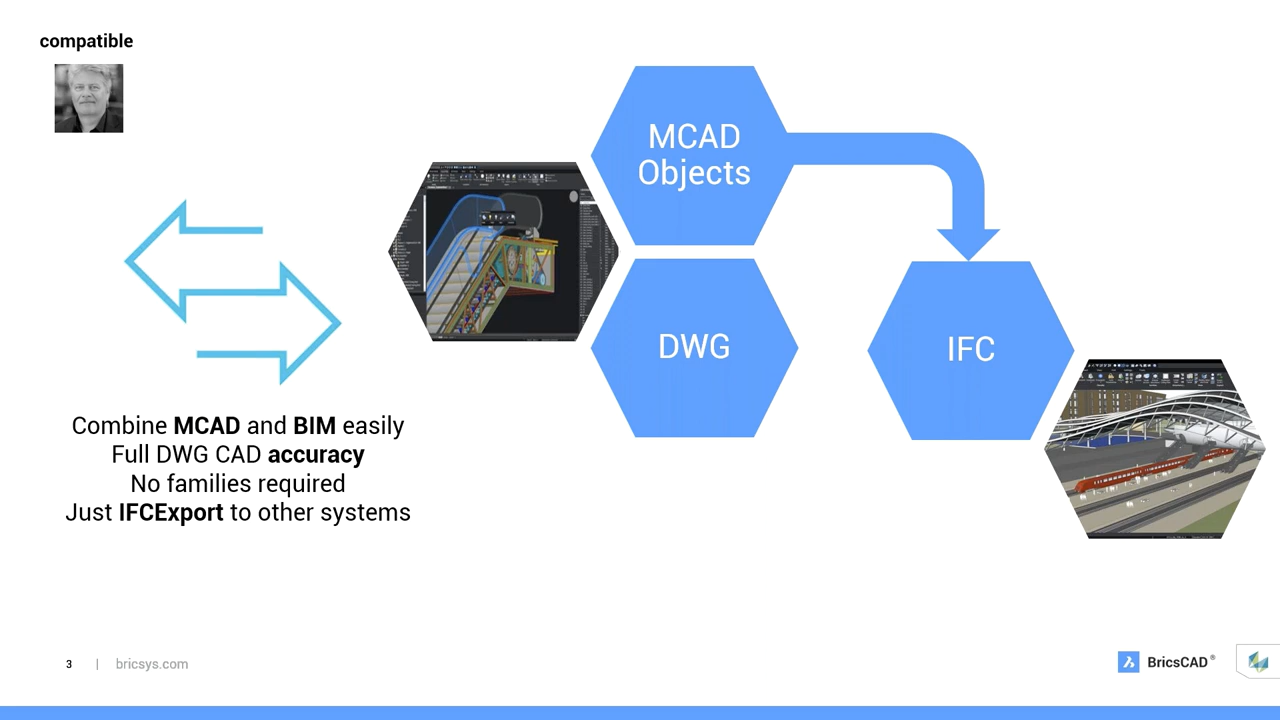 compatible
MCAD
Objects
DWG
IFC
Combine MCAD and BIM easily
Full DWG CAD accuracy
No families required
Just IFCExport to other systems
3 | bricsys.com
BricsCAD®